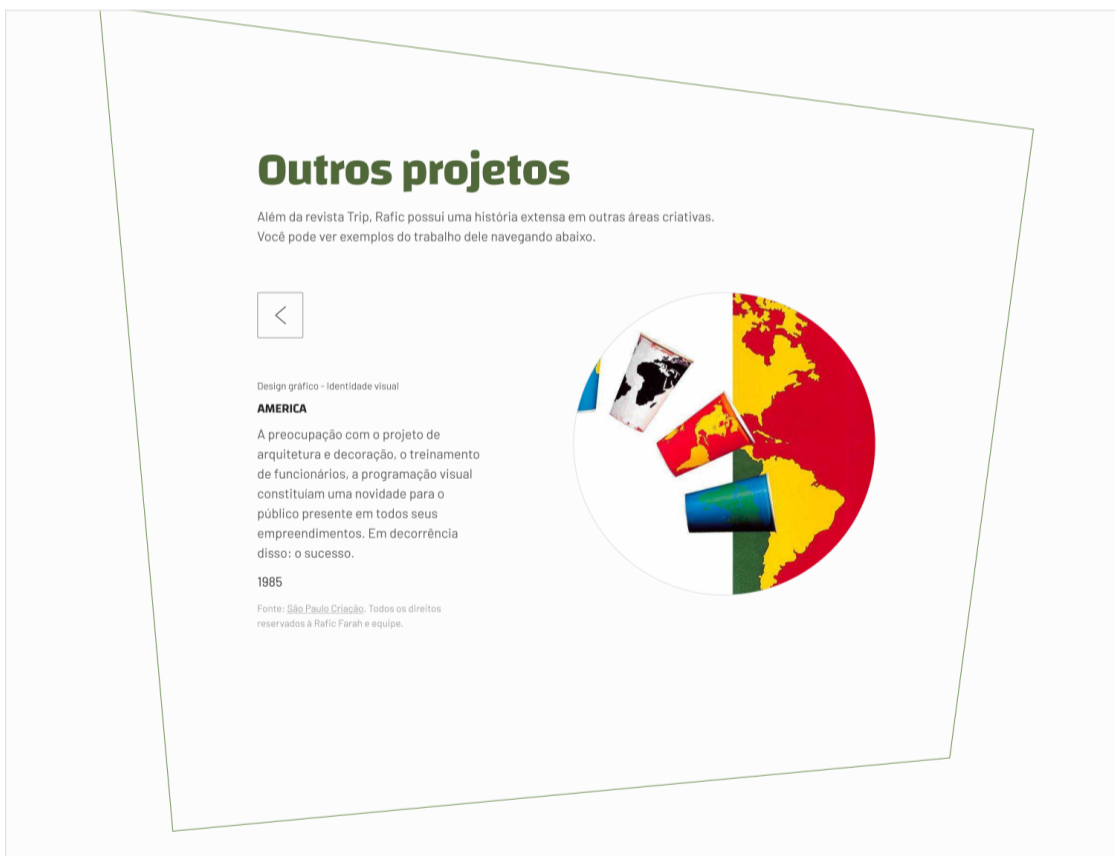 Outros projetos
Além da revista Trip, Rafic possui uma história extensa em outras áreas criativas.
Você pode ver exemplos do trabalho dele navegando abaixo.
Design gráfico - Identidade visual
AMERICA
A preocupação com o projeto de
arquitetura e decoração, o treinamento
de funcionários, a programação visual
constituíam uma novidade para o
público presente em todos seus
empreendimentos. Em decorrência
disso: o sucesso.
1985
Fonte: São Paulo Criação. Todos os direitos
reservados à Rafic Farah e equipe.